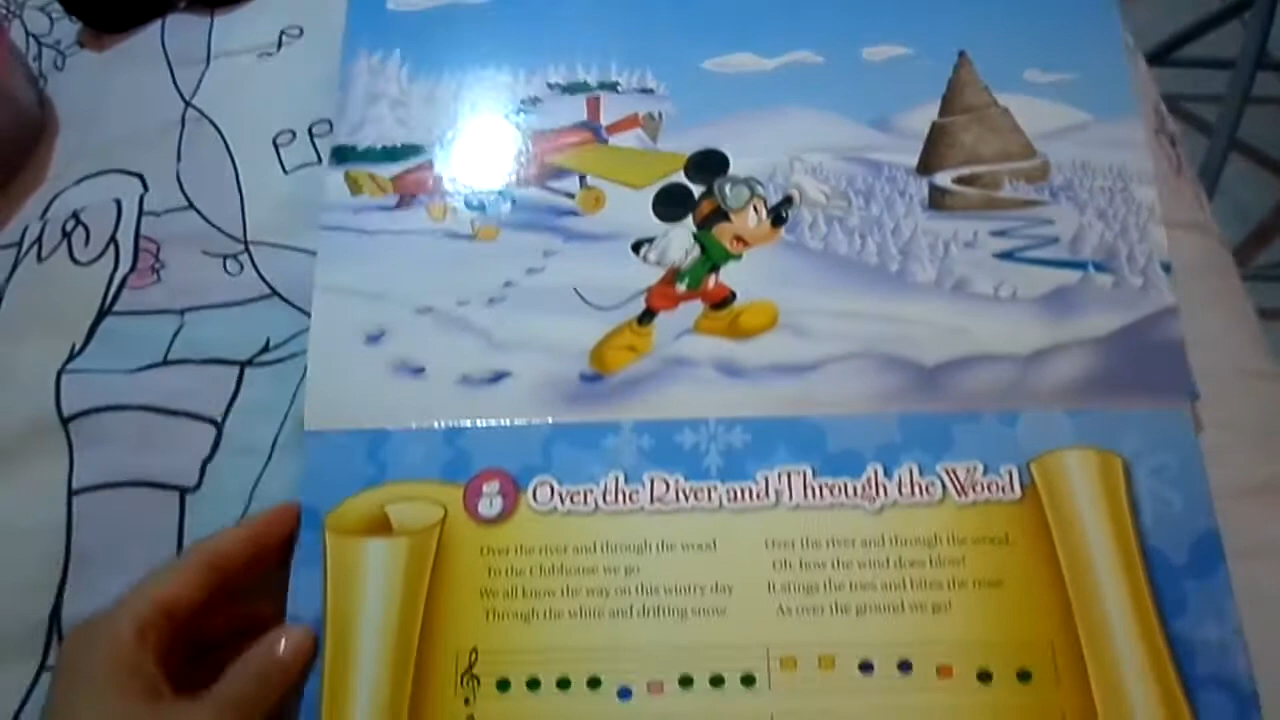 Over the River and Through the Wood
Over the river and through the wood
To the Clubhouse we go
We all know the way on this wintry day
Through the white and drifting snow
Over the river and through the wood,
Oh, how the wind does blow!
It stings the toes and bites the nose
As over the ground we go!